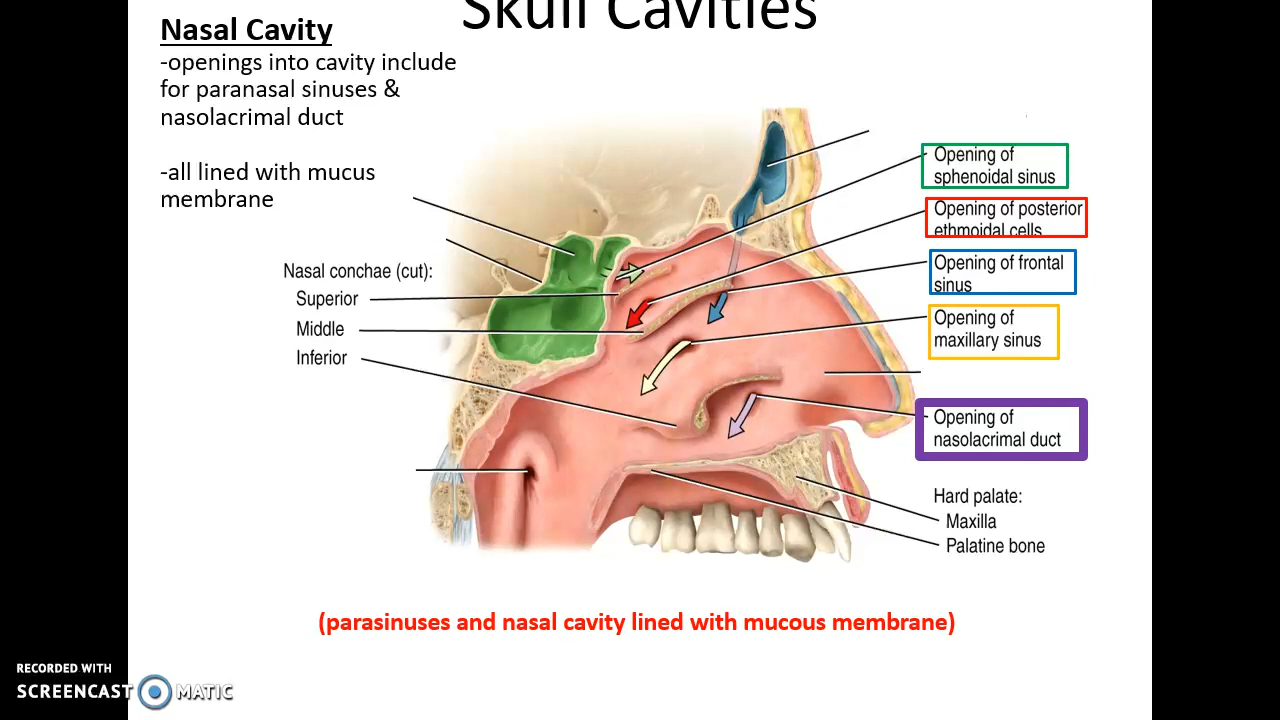 Skull Cavities
Nasal Cavity
-openings into cavity include
for paranasal sinuses &
nasolacrimal duct
-all lined with mucus
membrane
Nasal conchae (cut):
Superior
Middle
Inferior
Opening of
sphenoidal sinus
Opening of posterior
ethmoidal cells
Opening of frontal
sinus
Opening of
maxillary sinus
Opening of
nasolacrimal duct
Hard palate:
Maxilla
Palatine bone
(parasinuses and nasal cavity lined with mucous membrane)
RECORDED WITH
SCREENCAST MATIC